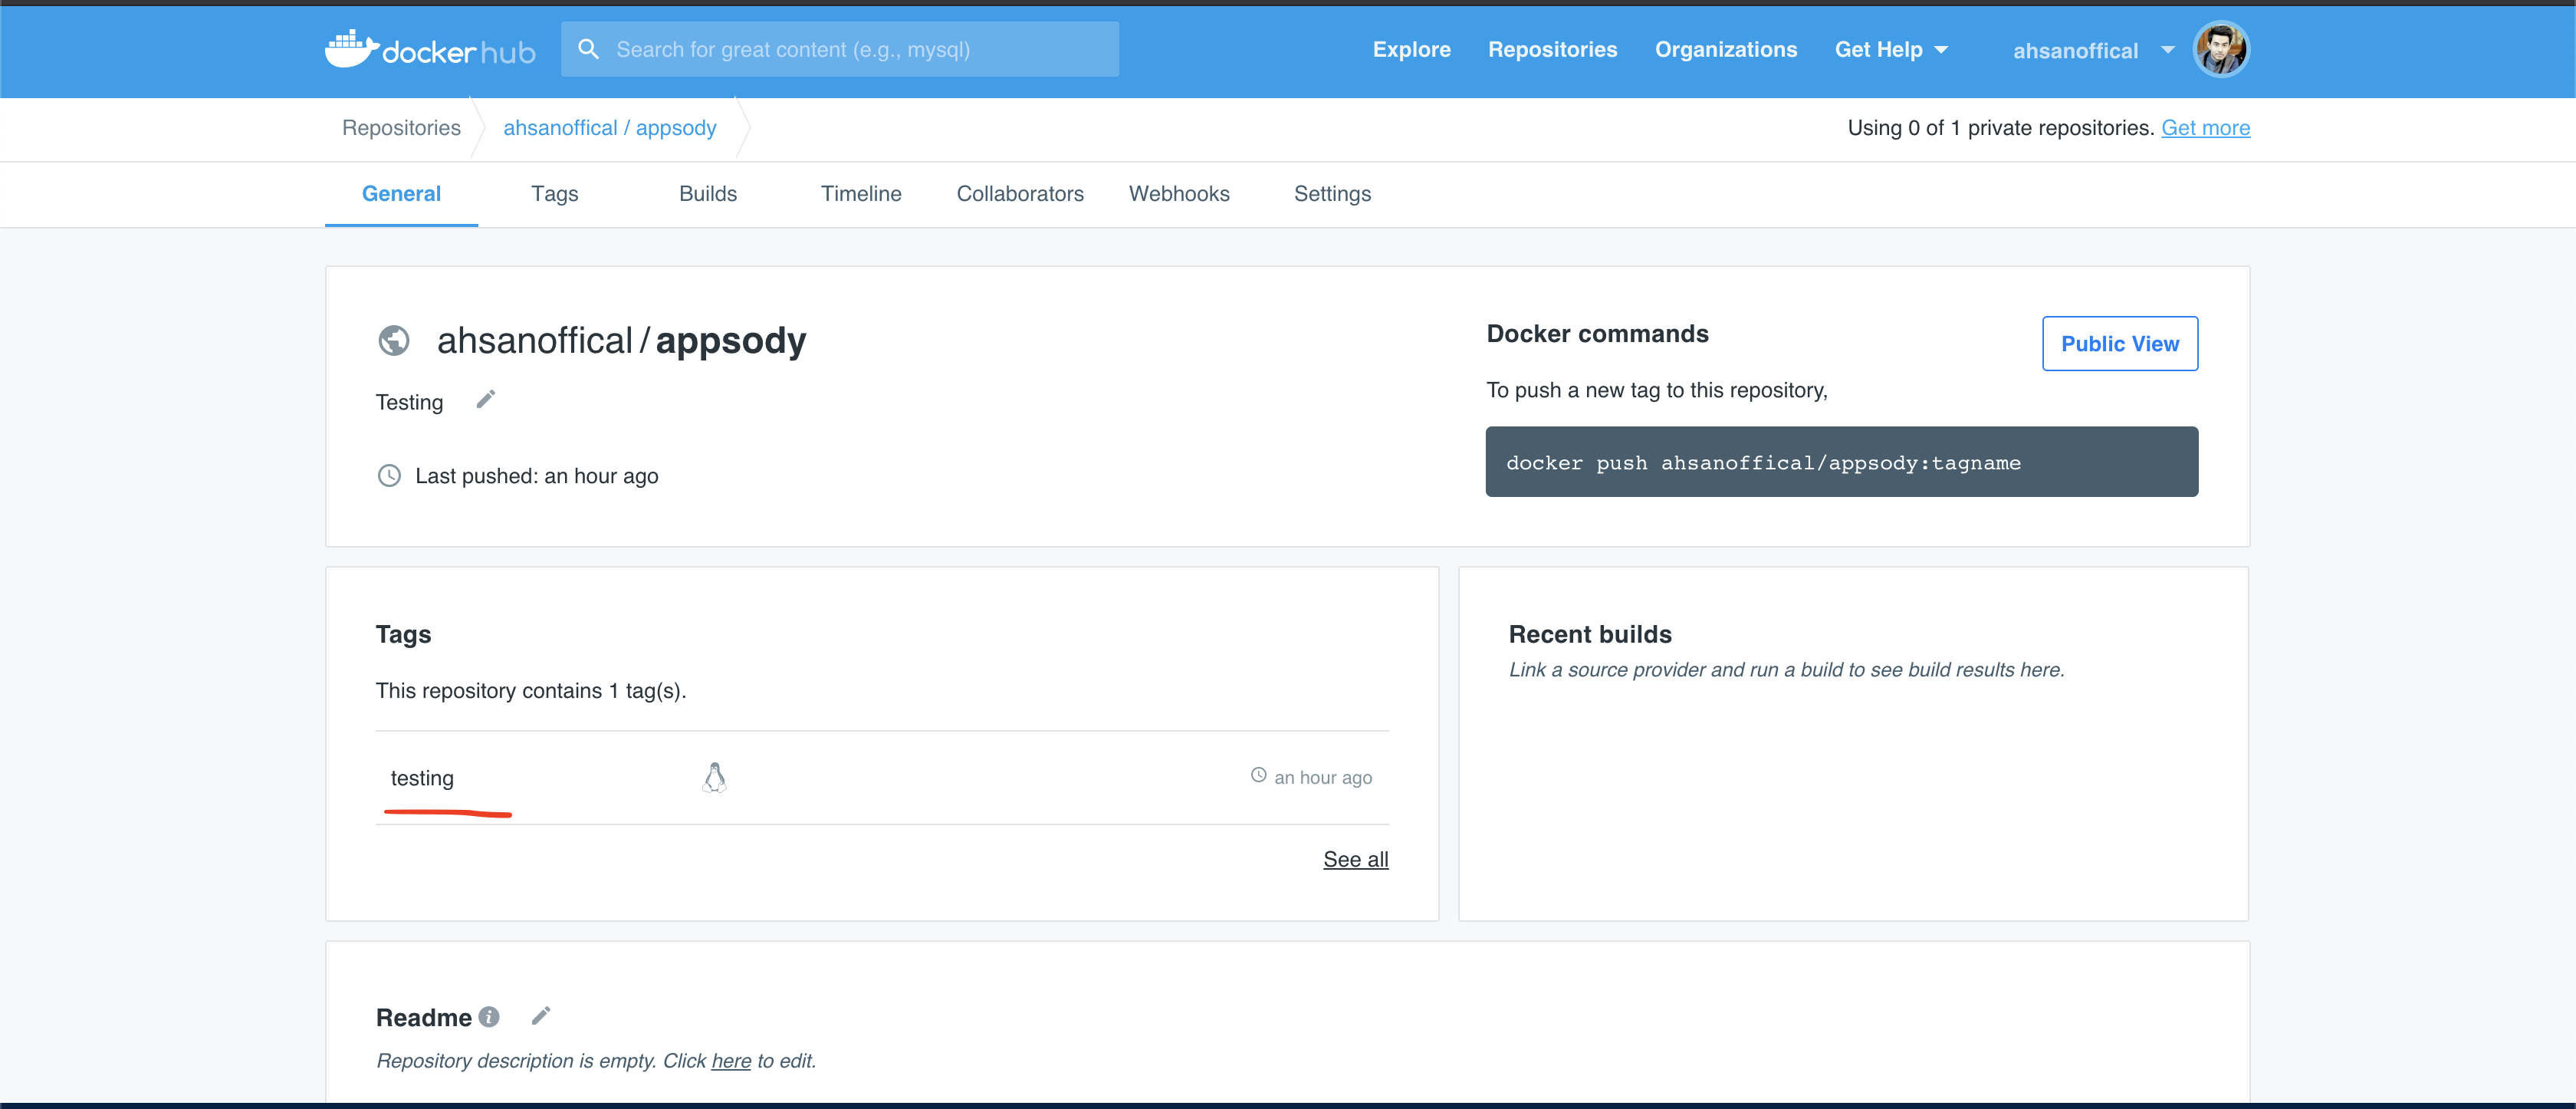 dockerhub
Search for great content (e.g., mysql)
Explore Repositories Organizations Get Help ahsanoffical
Repositories ahsanoffical / appsody Using 0 of 1 private repositories. Get more
General Tags Builds Timeline Collaborators Webhooks Settings
ahsanoffical / appsody
Testing
Last pushed: an hour ago
Docker commands
Public View
To push a new tag to this repository,
docker push ahsanoffical/appsody:tagname
Tags
This repository contains 1 tag(s).
testing an hour ago
See all
Recent builds
Link a source provider and run a build to see build results here.
Readme
Repository description is empty. Click here to edit.